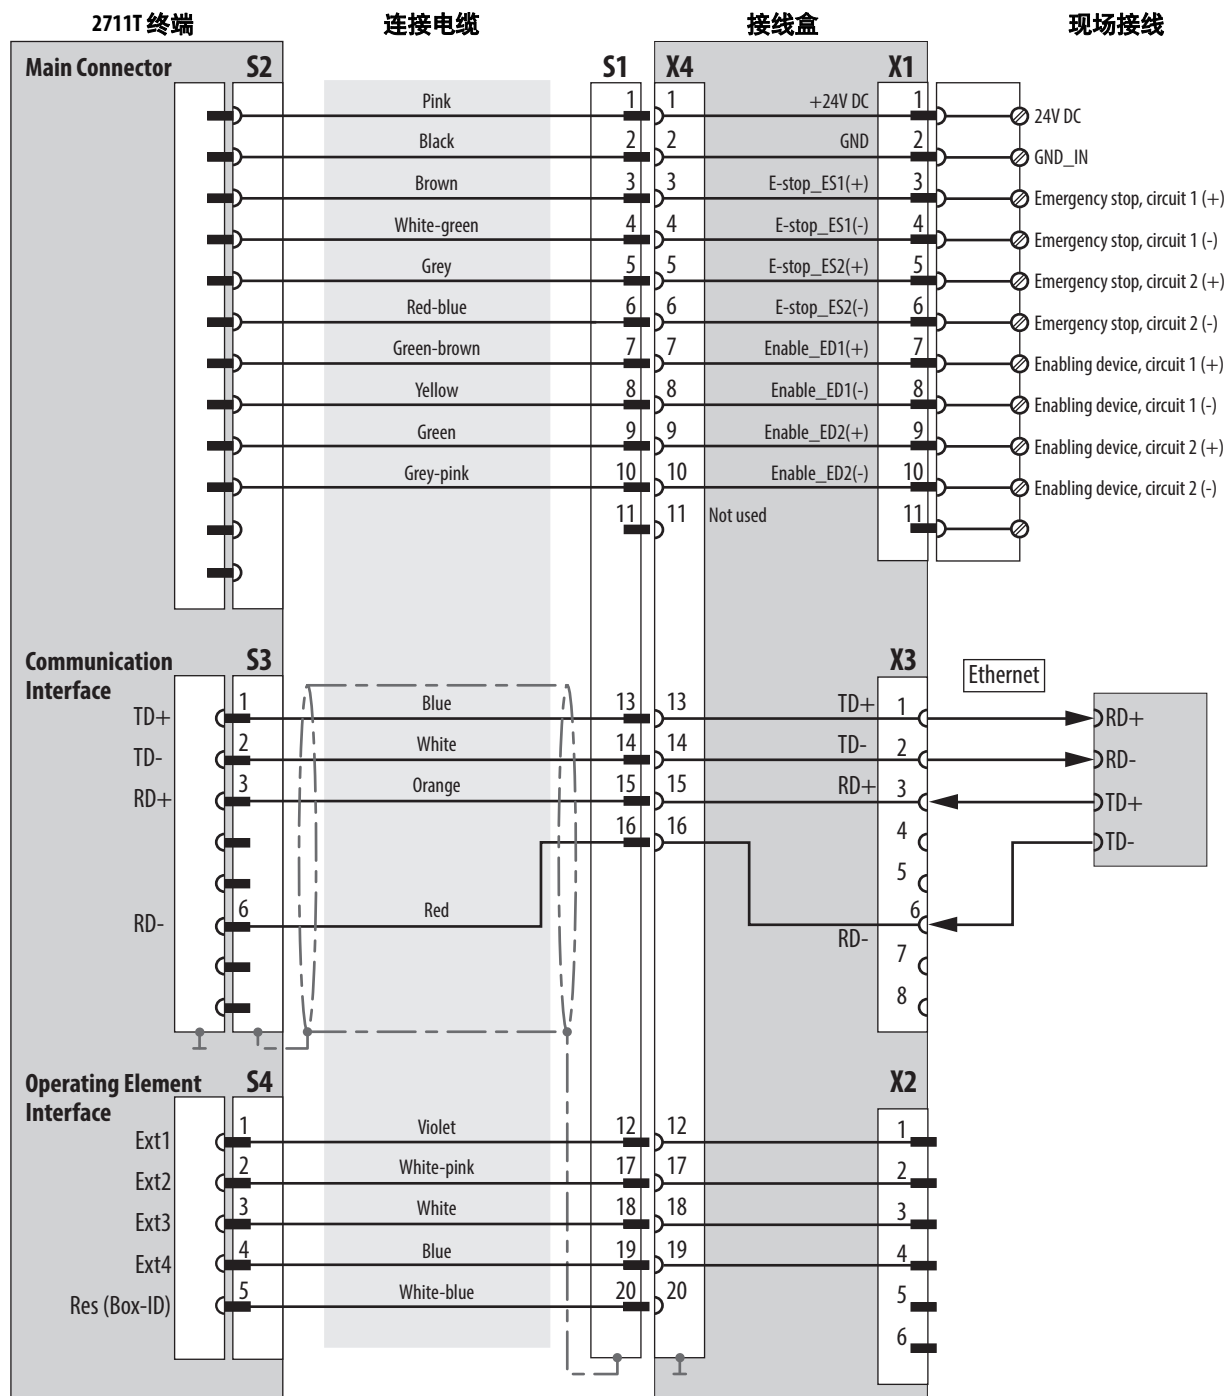 2711T 终端 连接电缆 接线盒 现场接线
Main Connector S2 S1 X4 X1
Pink 1 1 +24V DC 1 24V DC
Black 2 2 GND 2 GND_IN
Brown 3 3 E-stop_ES1(+) 3 Emergency stop, circuit 1 (+)
White-green 4 4 E-stop_ES1(-) 4 Emergency stop, circuit 1 (-)
Grey 5 5 E-stop_ES2(+) 5 Emergency stop, circuit 2 (+)
Red-blue 6 6 E-stop_ES2(-) 6 Emergency stop, circuit 2 (-)
Green-brown 7 7 Enable_ED1(+) 7 Enabling device, circuit 1 (+)
Yellow 8 8 Enable_ED1(-) 8 Enabling device, circuit 1 (-)
Green 9 9 Enable_ED2(+) 9 Enabling device, circuit 2 (+)
Grey-pink 10 10 Enable_ED2(-) 10 Enabling device, circuit 2 (-)
11 11 Not used 11
Communication S3 X3 Ethernet
Interface
TD+ 1 Blue 13 13 TD+ 1 RD+
TD- 2 White 14 14 TD- 2 RD-
RD+ 3 Orange 15 15 RD+ 3 TD+
16 16 4 TD-
5
RD- 6 Red 6
RD- 7
8
Operating Element S4 X2
Interface
Ext1 1 Violet 12 12 1
Ext2 2 White-pink 17 17 2
Ext3 3 White 18 18 3
Ext4 4 Blue 19 19 4
Res (Box-ID) 5 White-blue 20 20 5
6